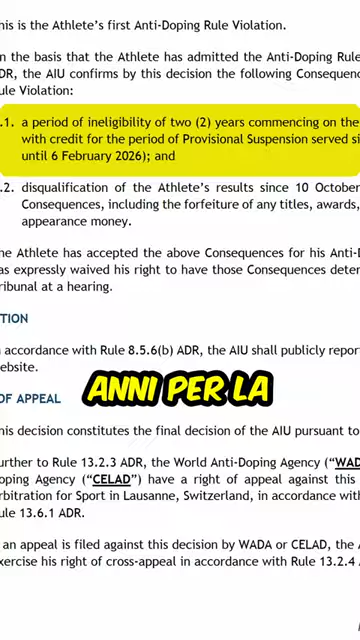 his is the Athlete's first Anti-Doping Rule Violation.
n the basis that the Athlete has admitted the Anti-Doping Rule
DR, the AIU confirms by this decision the following Consequenc
ule Violation:
.1. a period of ineligibility of two (2) years commencing on the
with credit for the period of Provisional Suspension served si
until 6 February 2026); and
.2. disqualification of the Athlete's results since 10 October
Consequences, including the forfeiture of any titles, awards,
appearance money.
he Athlete has accepted the above Consequences for his Anti-D
as expressly waived his right to have those Consequences deter
ribunal at a hearing.
TION
n accordance with Rule 8.5.6(b) ADR, the AIU shall publicly repor
ebsite.
ANNI PER LA
OF APPEAL
his decision constitutes the final decision of the AIU pursuant to
urther to Rule 13.2.3 ADR, the World Anti-Doping Agency ("WAD
oping Agency ("CELAD") have a right of appeal against this
rbitration for Sport in Lausanne, Switzerland, in accordance with
ule 13.6.1 ADR.
an appeal is filed against this decision by WADA or CELAD, the A
xercise his right of cross-appeal in accordance with Rule 13.2.4 A